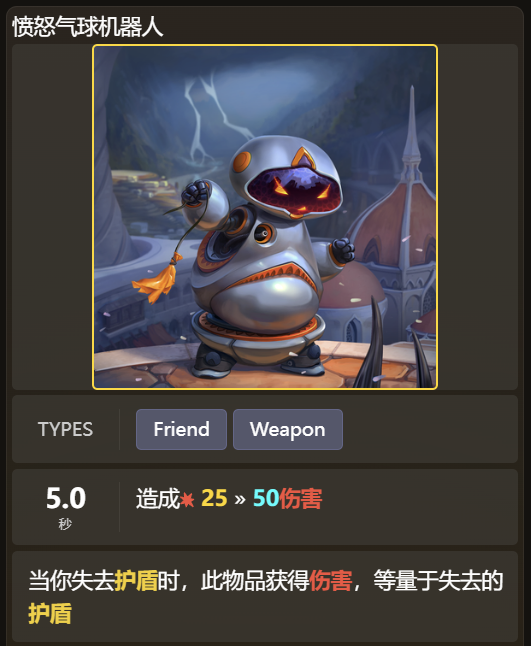 愤怒气球机器人
TYPES Friend Weapon
5.0 造成 25 » 50伤害
秒
当你失去护盾时，此物品获得伤害，等量于失去的
护盾